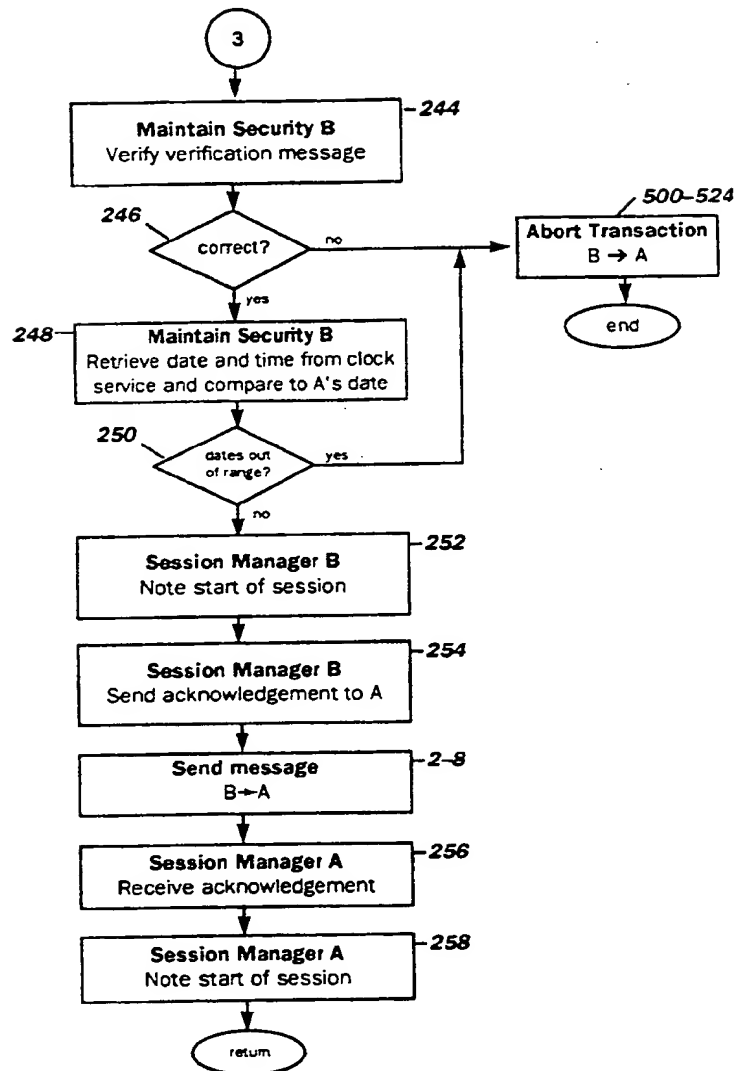 3
244
Maintain Security B
Verify verification message
246
correct?
no
yes
500-524
Abort Transaction
B → A
end
248
Maintain Security B
Retrieve date and time from clock
service and compare to A's date
250
dates out
of range?
yes
no
252
Session Manager B
Note start of session
254
Session Manager B
Send acknowledgement to A
2-8
Send message
B→A
256
Session Manager A
Receive acknowledgement
258
Session Manager A
Note start of session
return